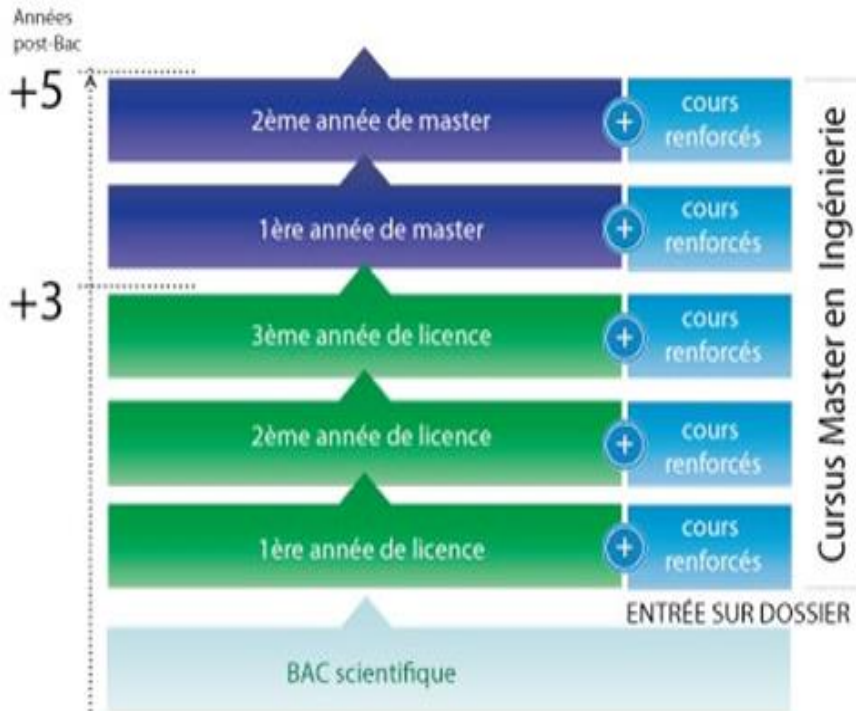 Années
post-Bac
+5
2ème année de master
+
cours
renforcés
1ère année de master
+
cours
renforcés
+3
3ème année de licence
+
cours
renforcés
2ème année de licence
+
cours
renforcés
1ère année de licence
+
cours
renforcés
Cursus Master en Ingénierie
ENTRÉE SUR DOSSIER
BAC scientifique